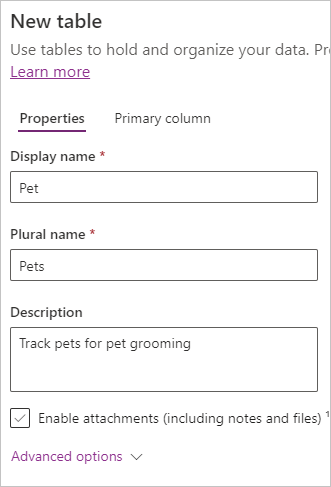 New table
Use tables to hold and organize your data.
Learn more
Properties Primary column
Display name *
Pet
Plural name *
Pets
Description
Track pets for pet grooming
Enable attachments (including notes and files) ¹
Advanced options